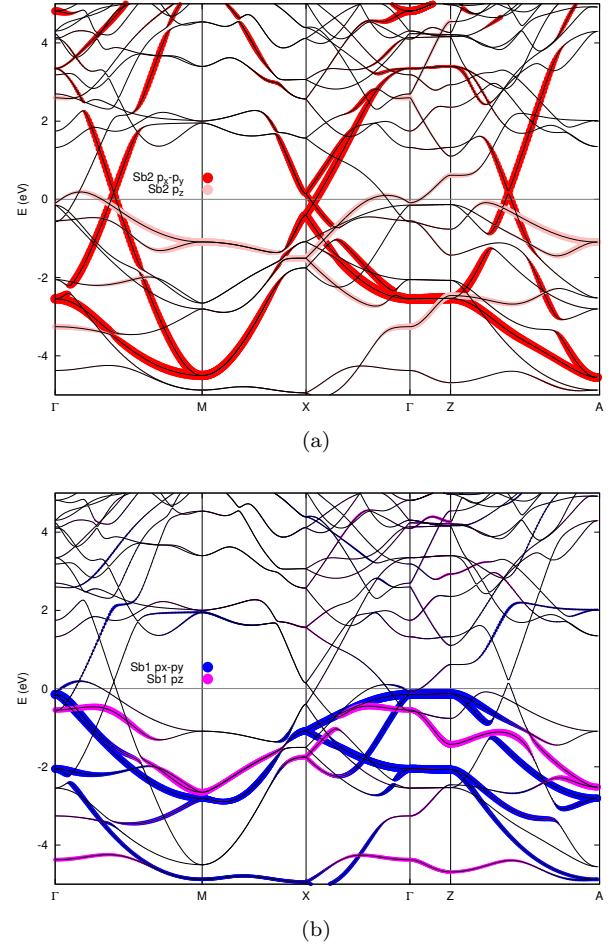 4
2
Sb2 px-py
Sb2 pz
E (eV)
0
-2
-4
Γ M X Γ Z A
(a)
4
2
Sb1 px-py
Sb1 pz
E (eV)
0
-2
-4
Γ M X Γ Z A
(b)